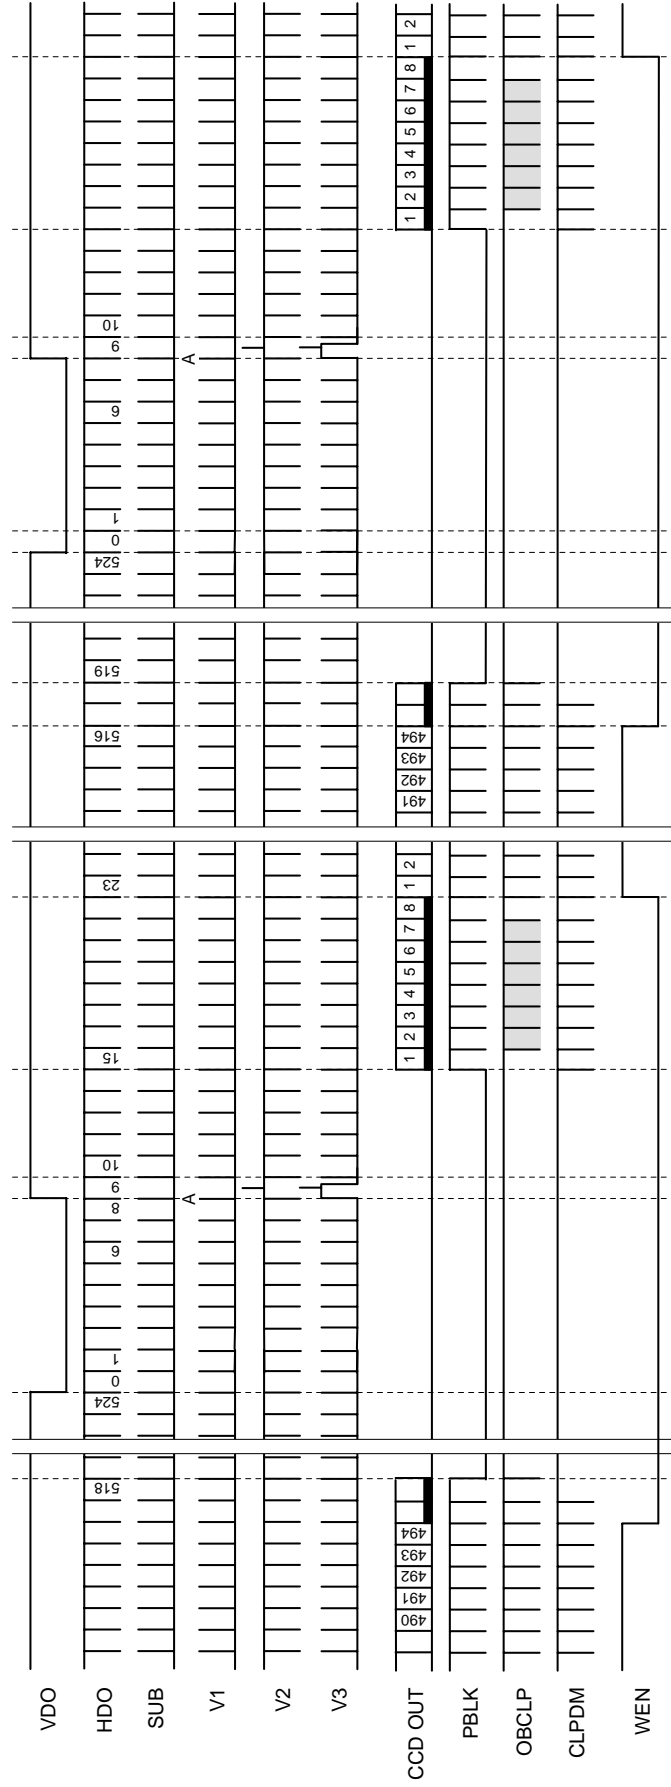 VDO
HDO 518 524 0 1 6 8 9 10 15 23 516 519 524 0 1 6 9 10
SUB
V1 A A
V2
V3
CCD OUT 490 491 492 493 494 1 2 3 4 5 6 7 8 1 2 491 492 493 494 1 2 3 4 5 6 7 8 1 2
PBLK
OBCLP
CLPDM
WEN